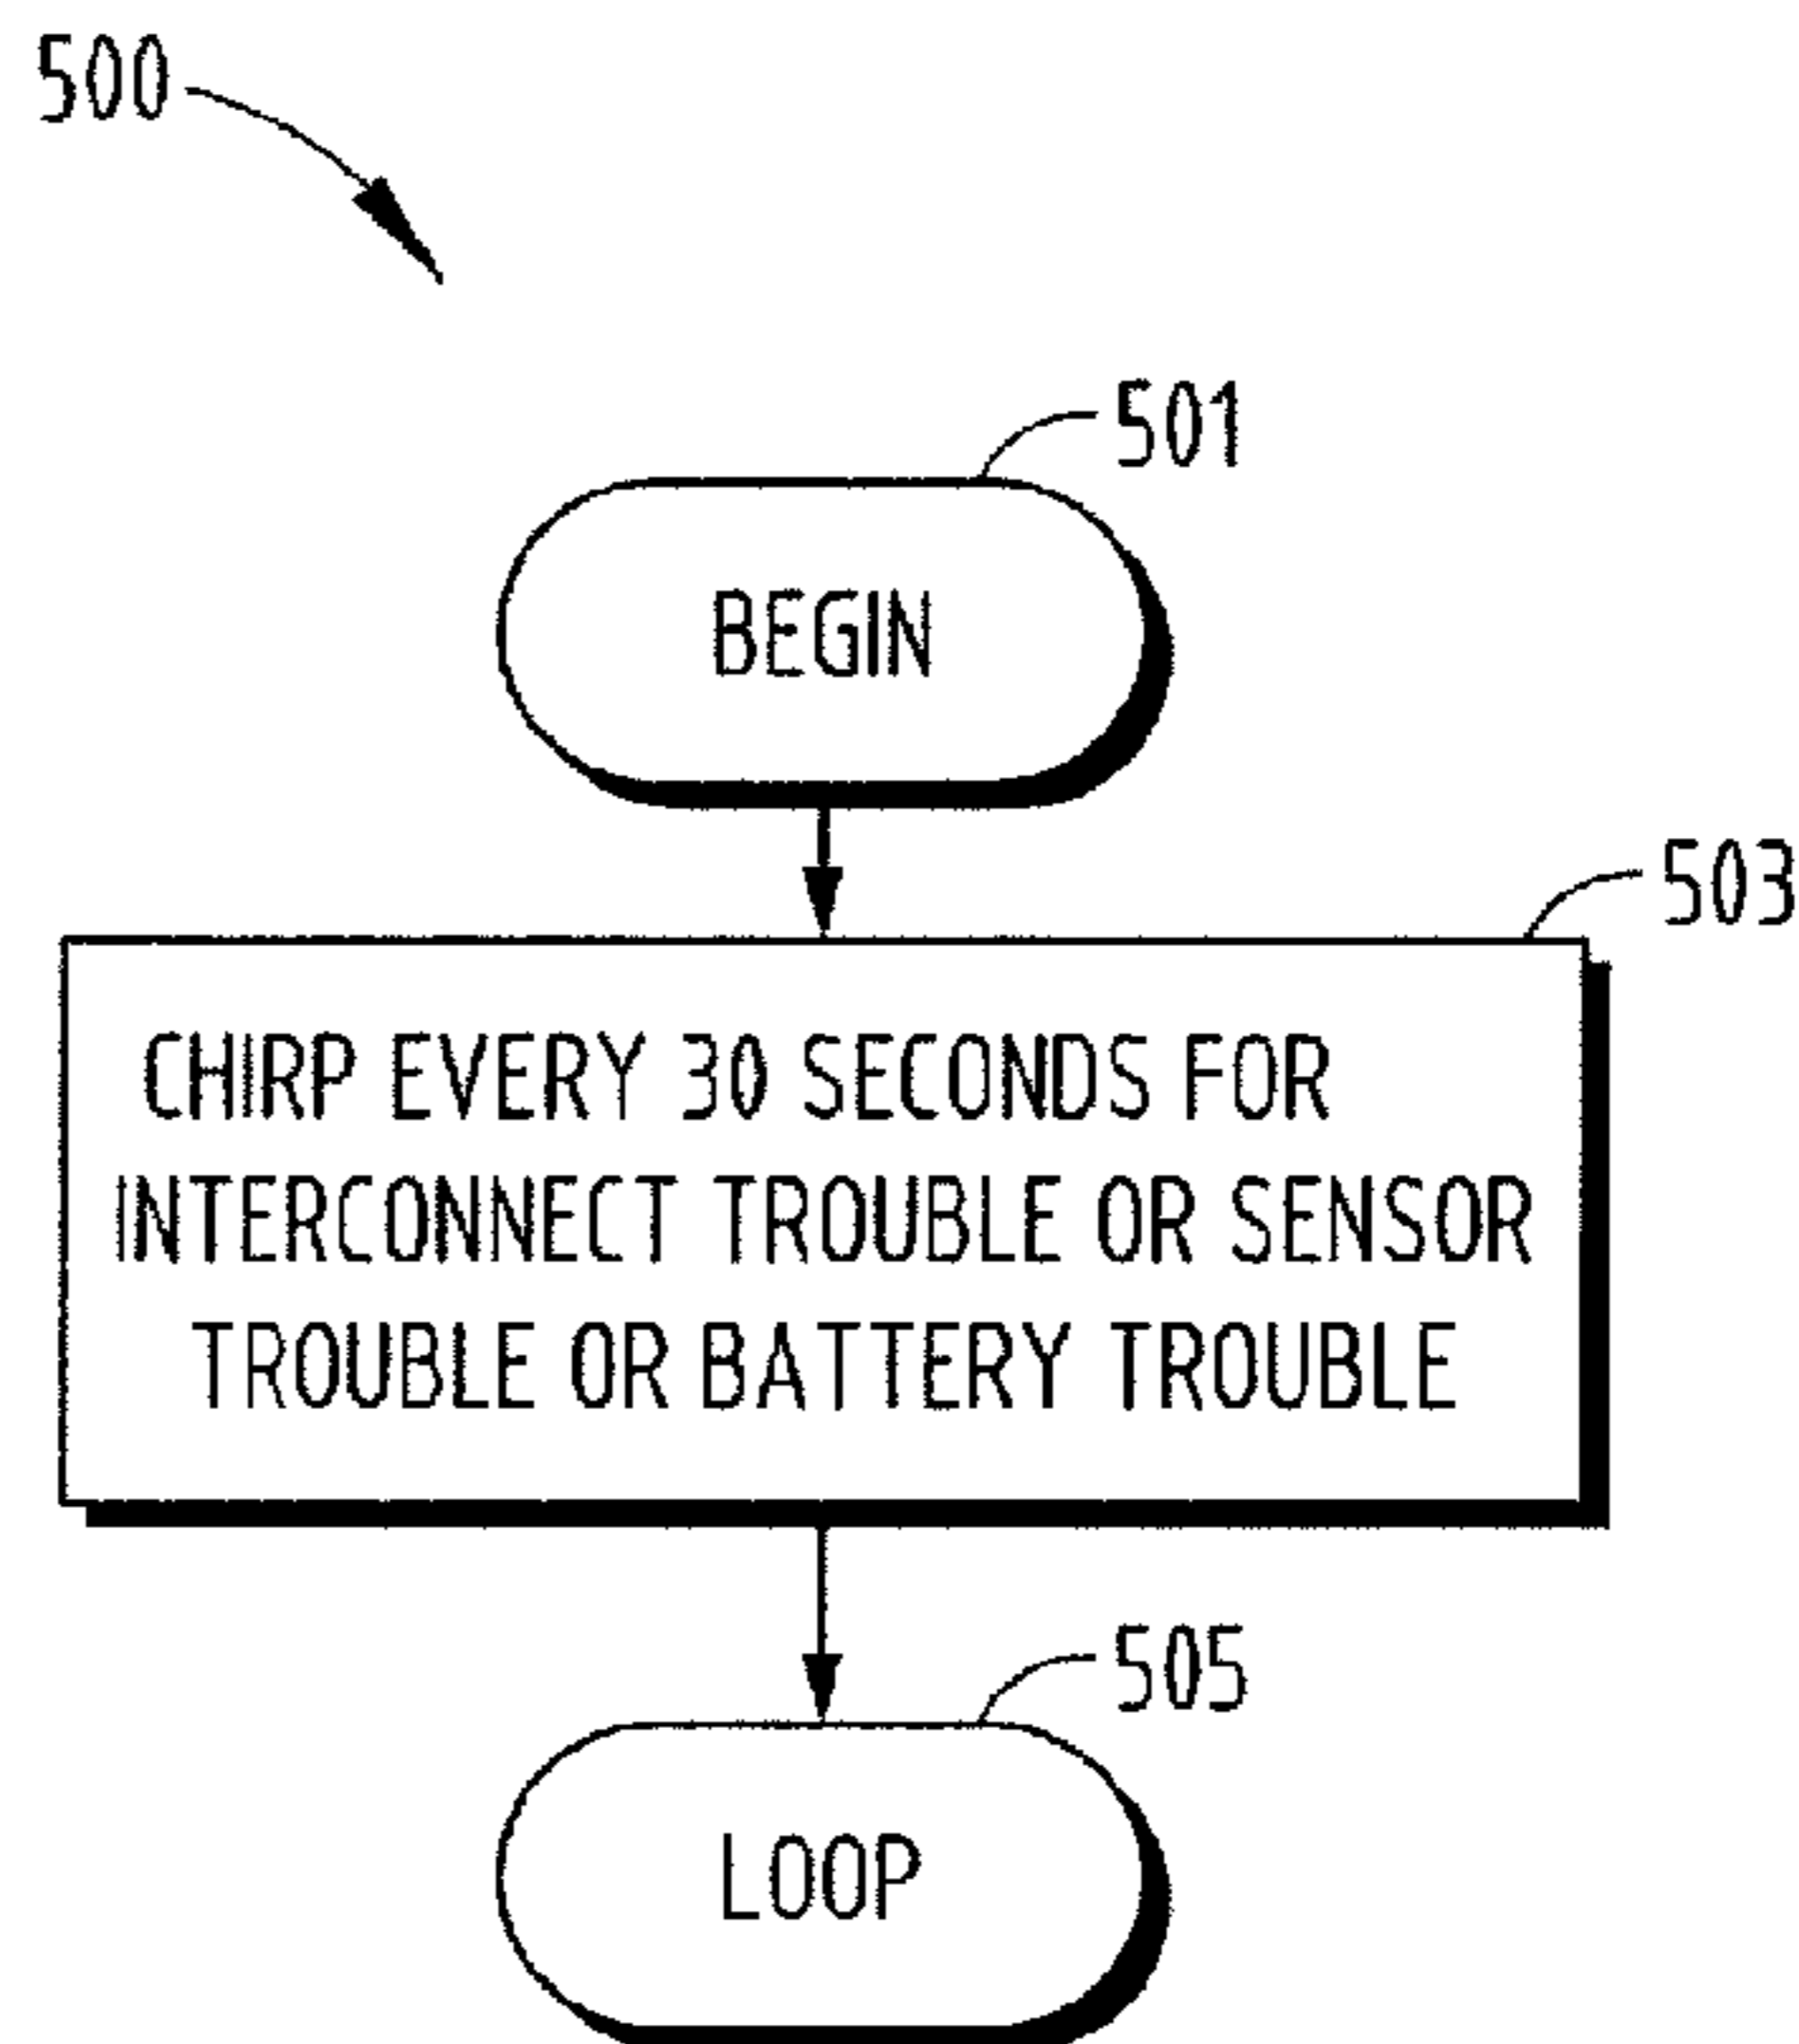 500
501
BEGIN
503
CHIRP EVERY 30 SECONDS FOR
INTERCONNECT TROUBLE OR SENSOR
TROUBLE OR BATTERY TROUBLE
505
LOOP